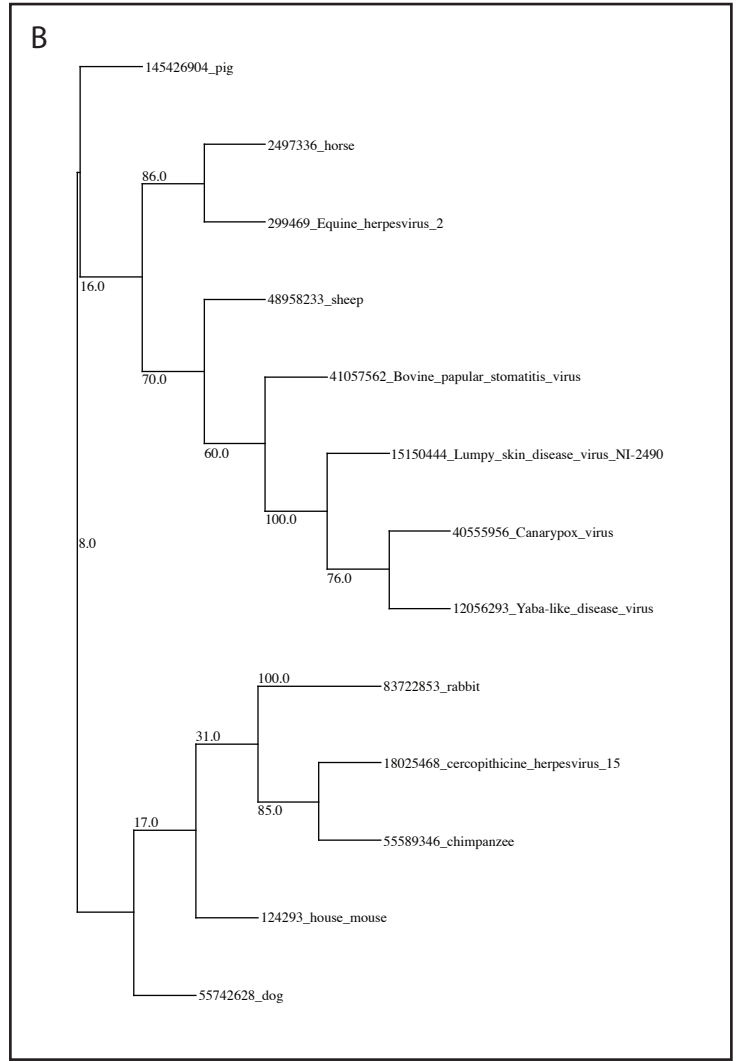 B
145426904_pig
2497336_horse
86.0
299469_Equine_herpesvirus_2
16.0
48958233_sheep
41057562_Bovine_papular_stomatitis_virus
70.0
60.0
15150444_Lumpy_skin_disease_virus_NI-2490
100.0
40555956_Canarypox_virus
8.0
76.0
12056293_Yaba-like_disease_virus
100.0
83722853_rabbit
31.0
18025468_cercopithicine_herpesvirus_15
85.0
17.0
55589346_chimpanzee
124293_house_mouse
55742628_dog